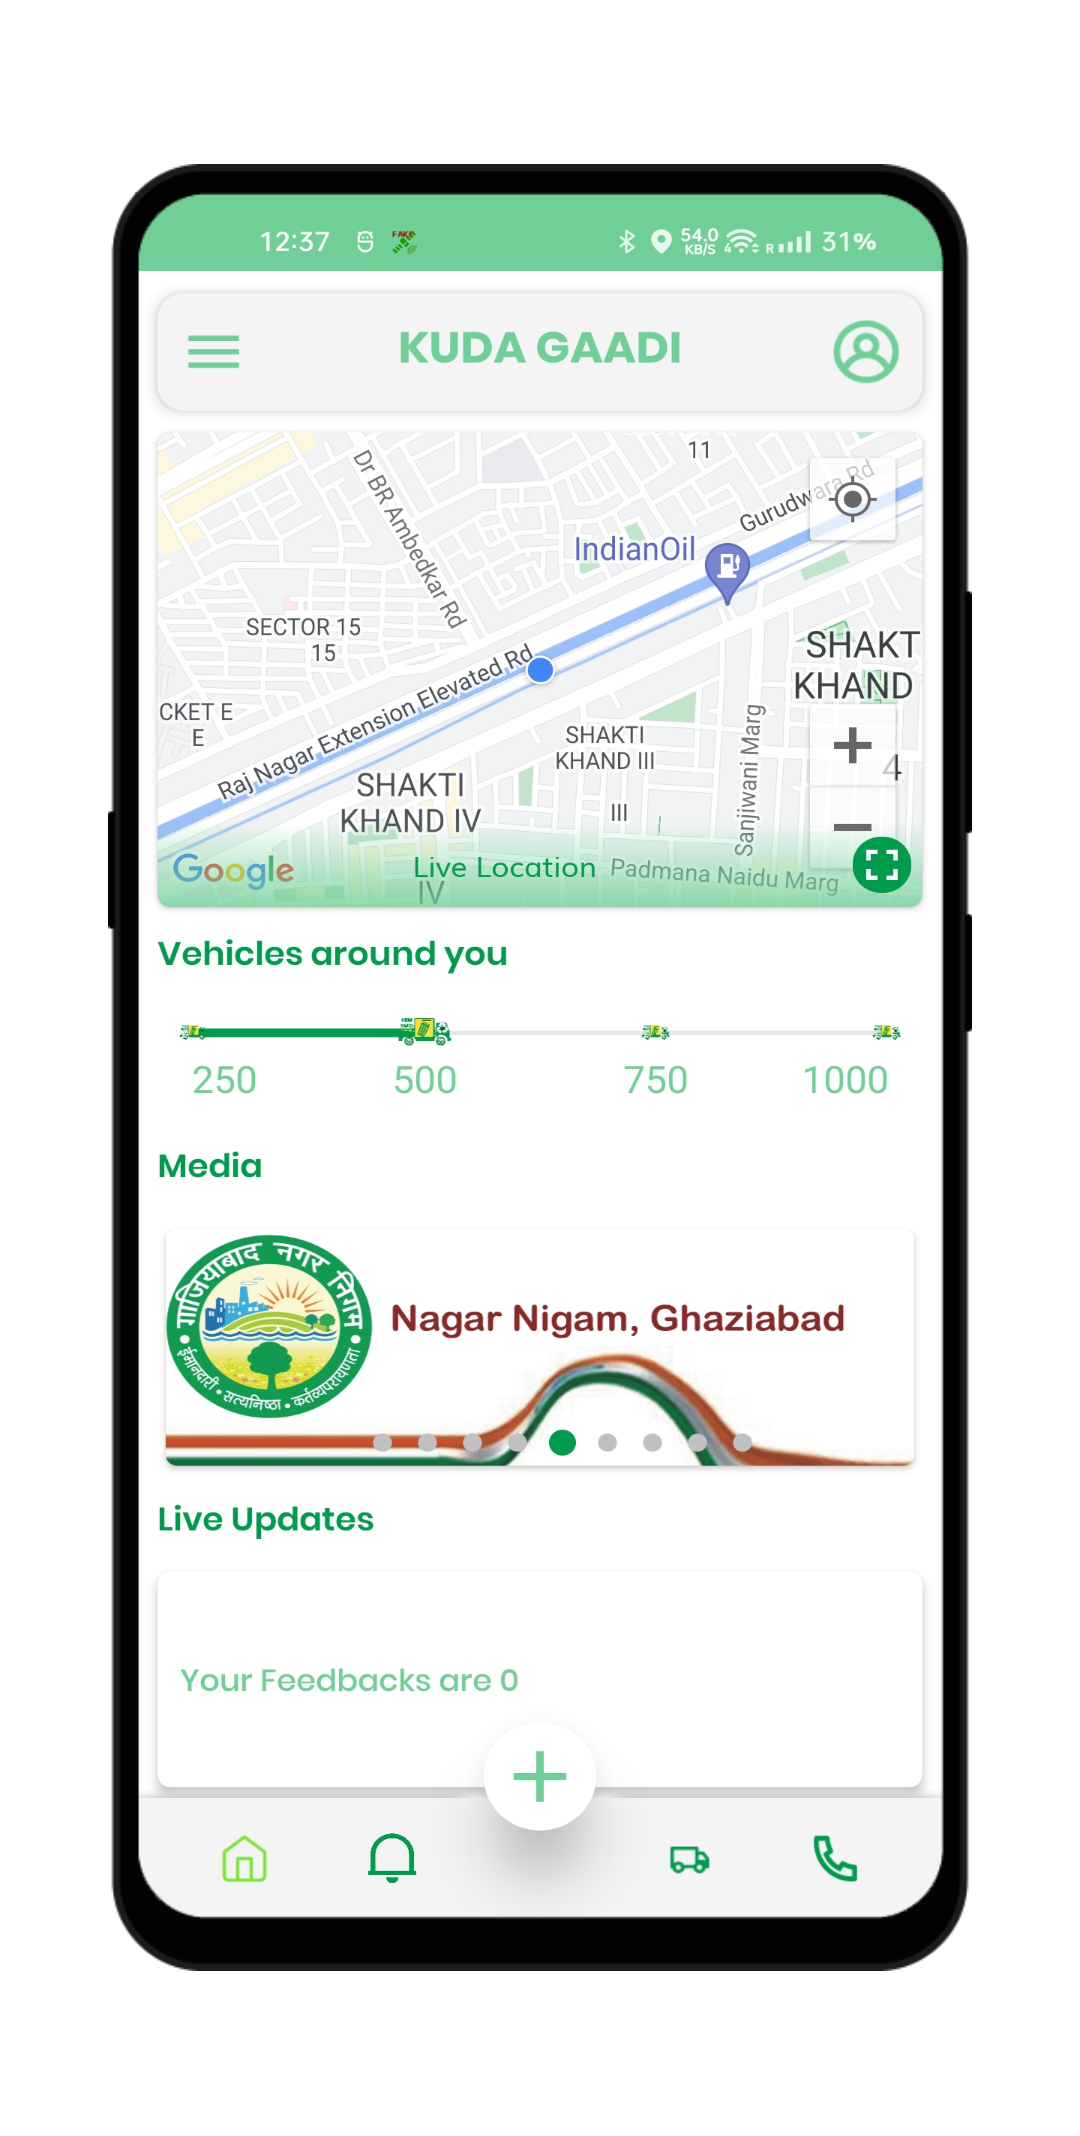 12:37
FAKE
54.0
KB/S
4
R
31%
KUDA GAADI
11
Dr BR Ambedkar Rd
Gurudwara Rd
IndianOil
SECTOR 15
15
SHAKT
KHAND
CKET E
E
Raj Nagar Extension Elevated Rd
SHAKTI
KHAND III
4
SHAKTI
KHAND IV
III
Sanjiwani Marg
Google
Live Location
Padmana Naidu Marg
IV
Vehicles around you
250
500
750
1000
Media
गाजियाबाद नगर निगम
ईमानदारी • सत्यनिष्ठा • कर्तव्यपरायणता
Nagar Nigam, Ghaziabad
Live Updates
Your Feedbacks are 0